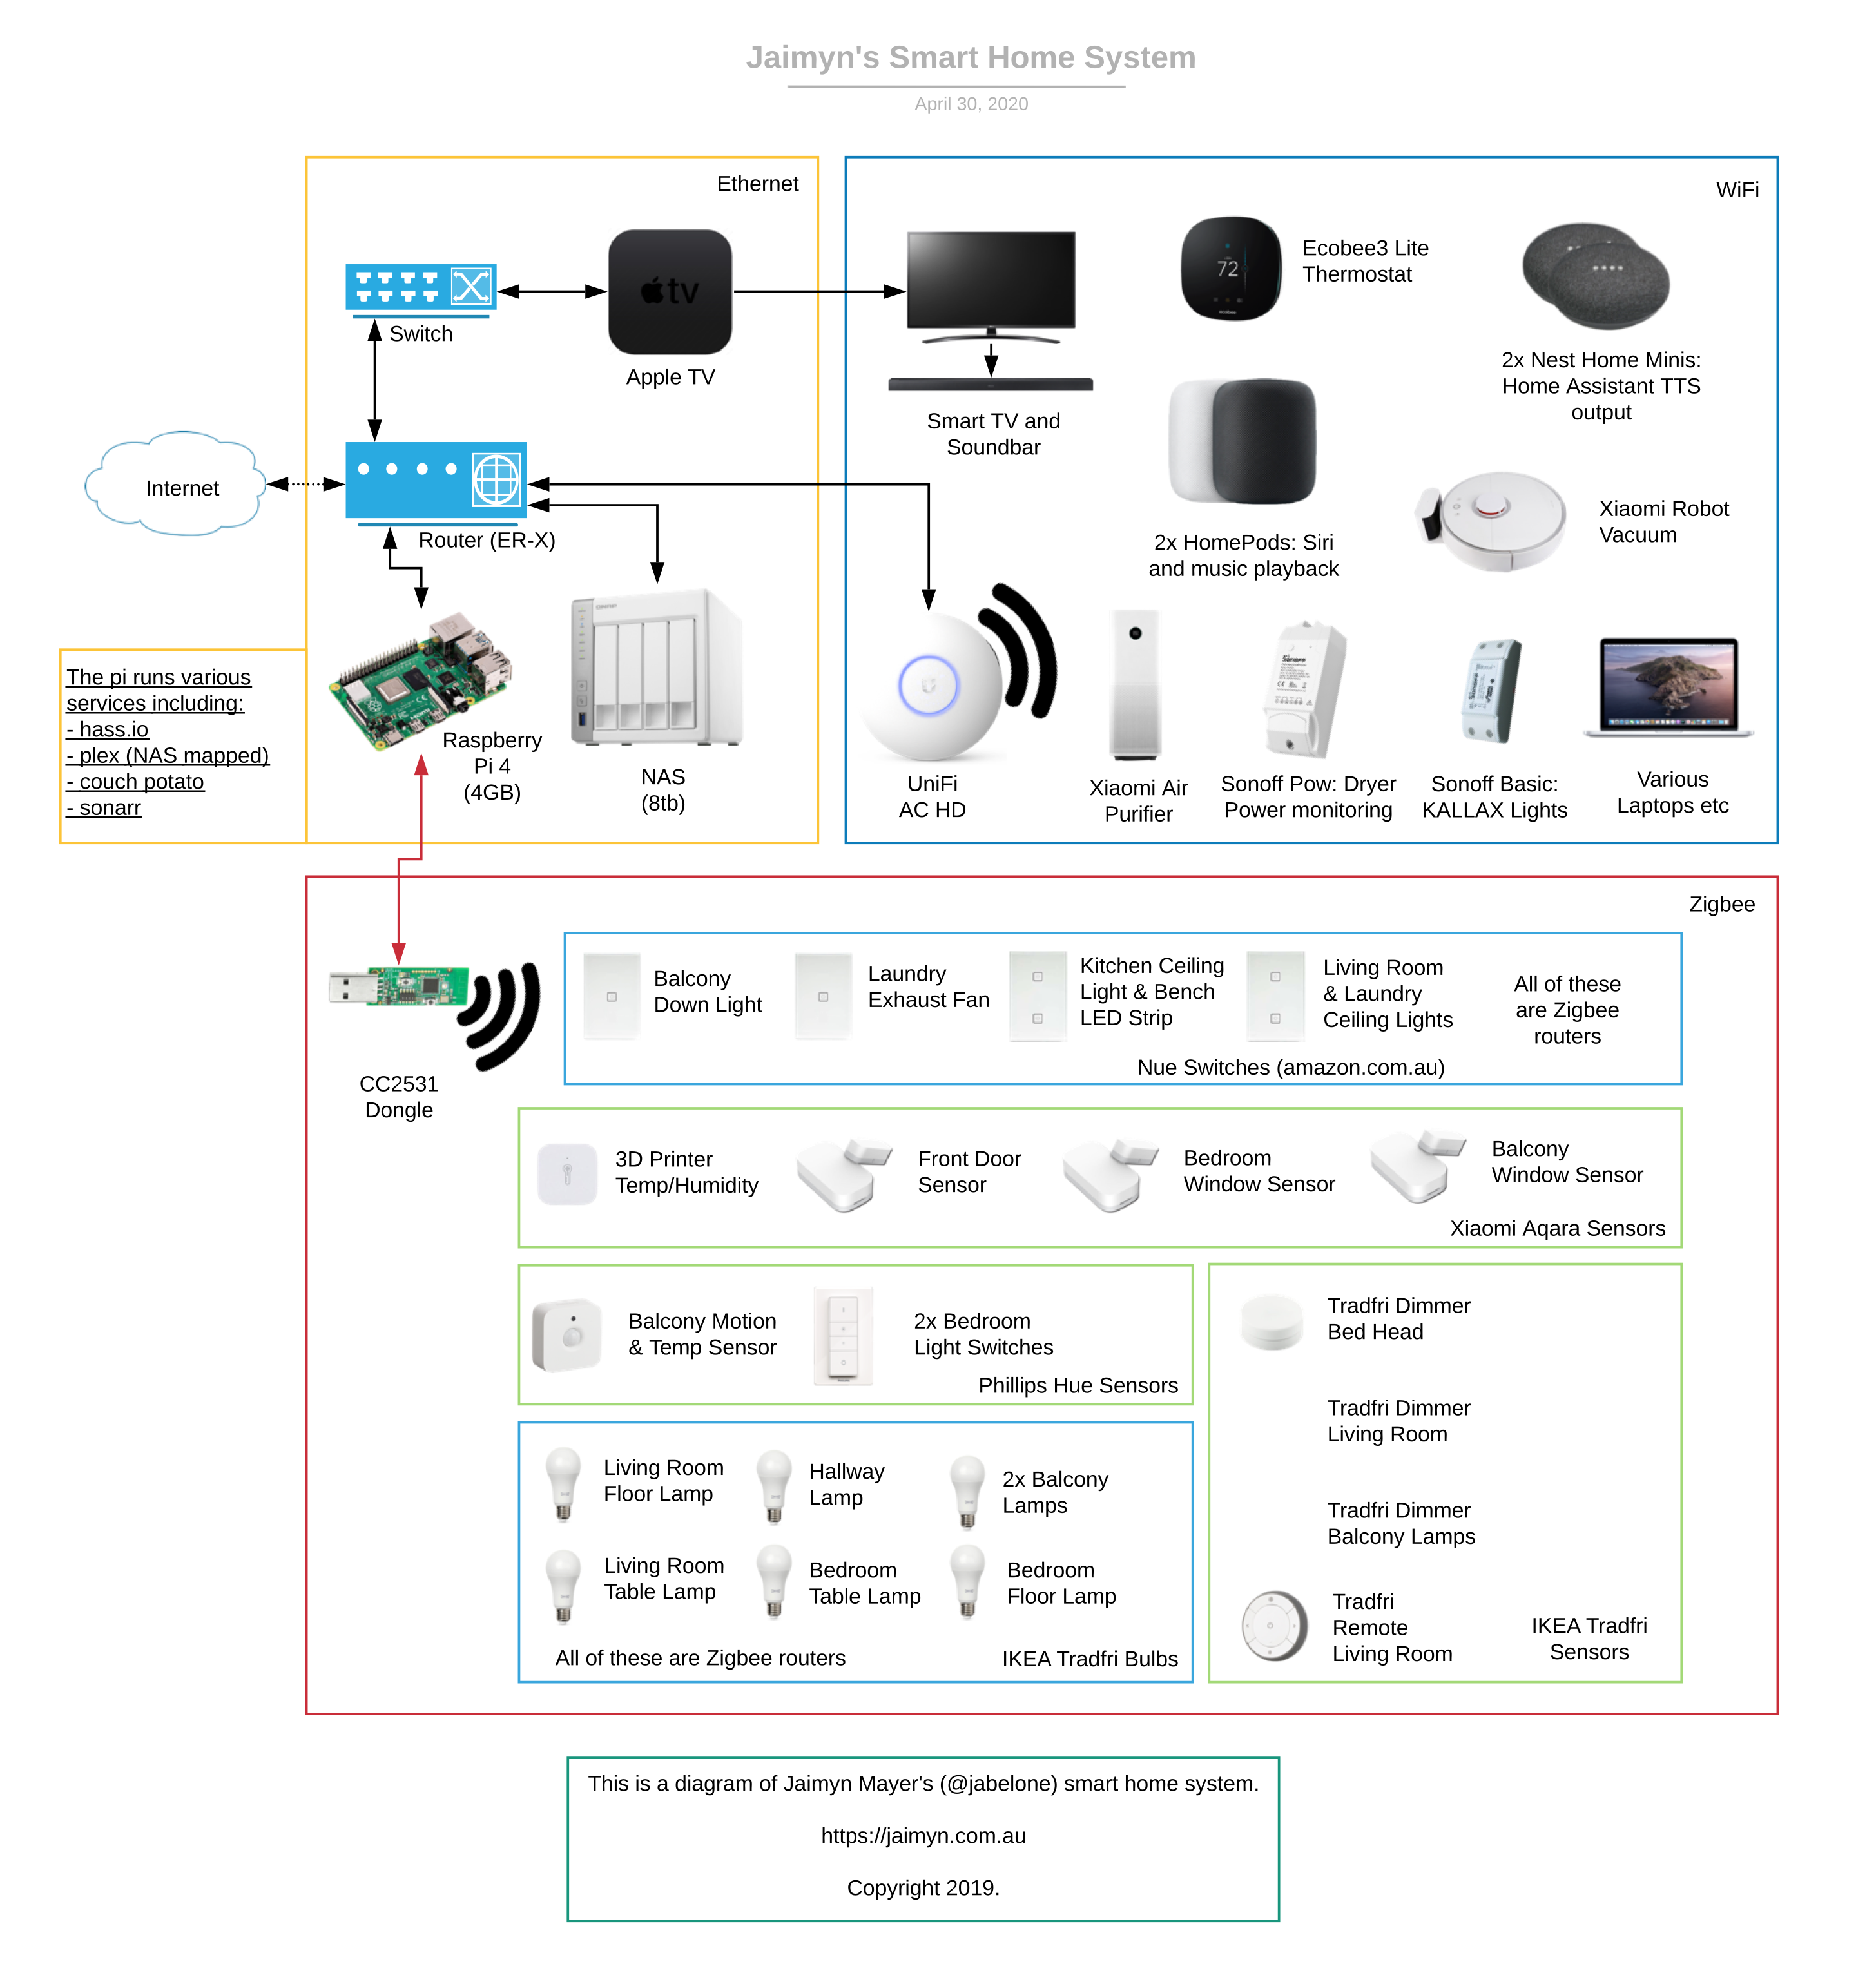 Jaimyn's Smart Home System
April 30, 2020
Ethernet
Switch
tv
Apple TV
Internet
Router (ER-X)
The pi runs various
services including:
- hass.io
- plex (NAS mapped)
- couch potato
- sonarr
Raspberry
Pi 4
(4GB)
NAS
(8tb)
WiFi
72
ecobee
Ecobee3 Lite
Thermostat
2x Nest Home Minis:
Home Assistant TTS
output
Smart TV and
Soundbar
2x HomePods: Siri
and music playback
Xiaomi Robot
Vacuum
UniFi
AC HD
Xiaomi Air
Purifier
Sonoff
Sonoff Pow: Dryer
Power monitoring
Sonoff
Sonoff Basic:
KALLAX Lights
Various
Laptops etc
Zigbee
CC2531
Dongle
Balcony
Down Light
Laundry
Exhaust Fan
Kitchen Ceiling
Light & Bench
LED Strip
Living Room
& Laundry
Ceiling Lights
All of these
are Zigbee
routers
Nue Switches (amazon.com.au)
3D Printer
Temp/Humidity
Front Door
Sensor
Bedroom
Window Sensor
Balcony
Window Sensor
Xiaomi Aqara Sensors
Balcony Motion
& Temp Sensor
2x Bedroom
Light Switches
Phillips Hue Sensors
Tradfri Dimmer
Bed Head
Tradfri Dimmer
Living Room
Tradfri Dimmer
Balcony Lamps
Tradfri
Remote
Living Room
IKEA Tradfri
Sensors
Living Room
Floor Lamp
Hallway
Lamp
2x Balcony
Lamps
Living Room
Table Lamp
Bedroom
Table Lamp
Bedroom
Floor Lamp
All of these are Zigbee routers
IKEA Tradfri Bulbs
This is a diagram of Jaimyn Mayer's (@jabelone) smart home system.
https://jaimyn.com.au
Copyright 2019.